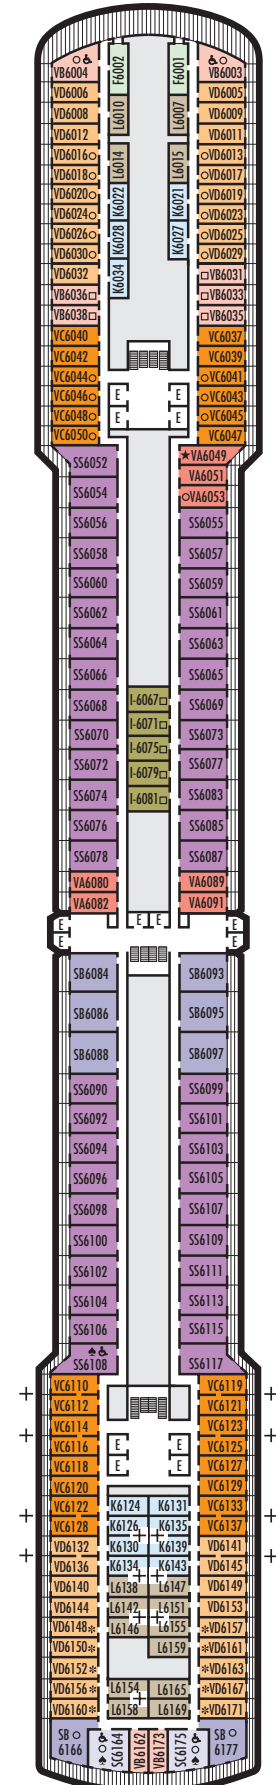 VB6004 F6002 F6001 VB6003
VD6006 VD6005
VD6008 L6010 L6007 VD6009
VD6012 VD6011
VD6016 L6014 L6015 VD6013
VD6018 VD6017
VD6020 K6022 K6021 VD6019
VD6024 VD6023
VD6026 K6028 K6027 VD6025
VD6030 VD6029
VD6032 K6034 VB6031
VB6036 VB6033
VB6038 VB6035
VC6040 VC6037
VC6042 VC6039
VC6044 VC6041
VC6046 E E VC6043
VC6048 E E VC6045
VC6050 VC6047
SS6052 VA6049
VA6051
SS6054 VA6053
SS6056 SS6055
SS6058 SS6057
SS6060 SS6059
SS6062 SS6061
SS6064 SS6063
SS6066 SS6065
SS6068 I-6067 SS6069
SS6070 I-6071 SS6073
SS6072 I-6075 SS6077
SS6074 I-6079 SS6083
I-6081
SS6076 SS6085
SS6078 SS6087
VA6080 VA6089
VA6082 VA6091
E E E E
E E
SB6084 SB6093
SB6086 SB6095
SB6088 SB6097
SS6090 SS6099
SS6092 SS6101
SS6094 SS6103
SS6096 SS6105
SS6098 SS6107
SS6100 SS6109
SS6102 SS6111
SS6104 SS6113
SS6106 SS6115
SS6108 SS6117
VC6110 VC6119
VC6112 VC6121
VC6114 VC6123
VC6116 E E VC6125
VC6118 E E VC6127
VC6120 VC6129
VC6122 K6124 K6131 VC6133
VC6128 K6126 K6135 VC6137
VD6132 K6130 K6139 VD6141
VD6136 K6134 K6143 VD6145
VD6140 L6138 L6147 VD6149
VD6144 L6142 L6151 VD6153
VD6148 L6146 L6155 VD6157
VD6150 L6159 VD6161
VD6152 VD6163
VD6156 L6154 L6165 VD6167
VD6160 L6158 L6169 VD6171
SB 6166 SC6164 VB6162 VB6173 SC6175 SB 6177